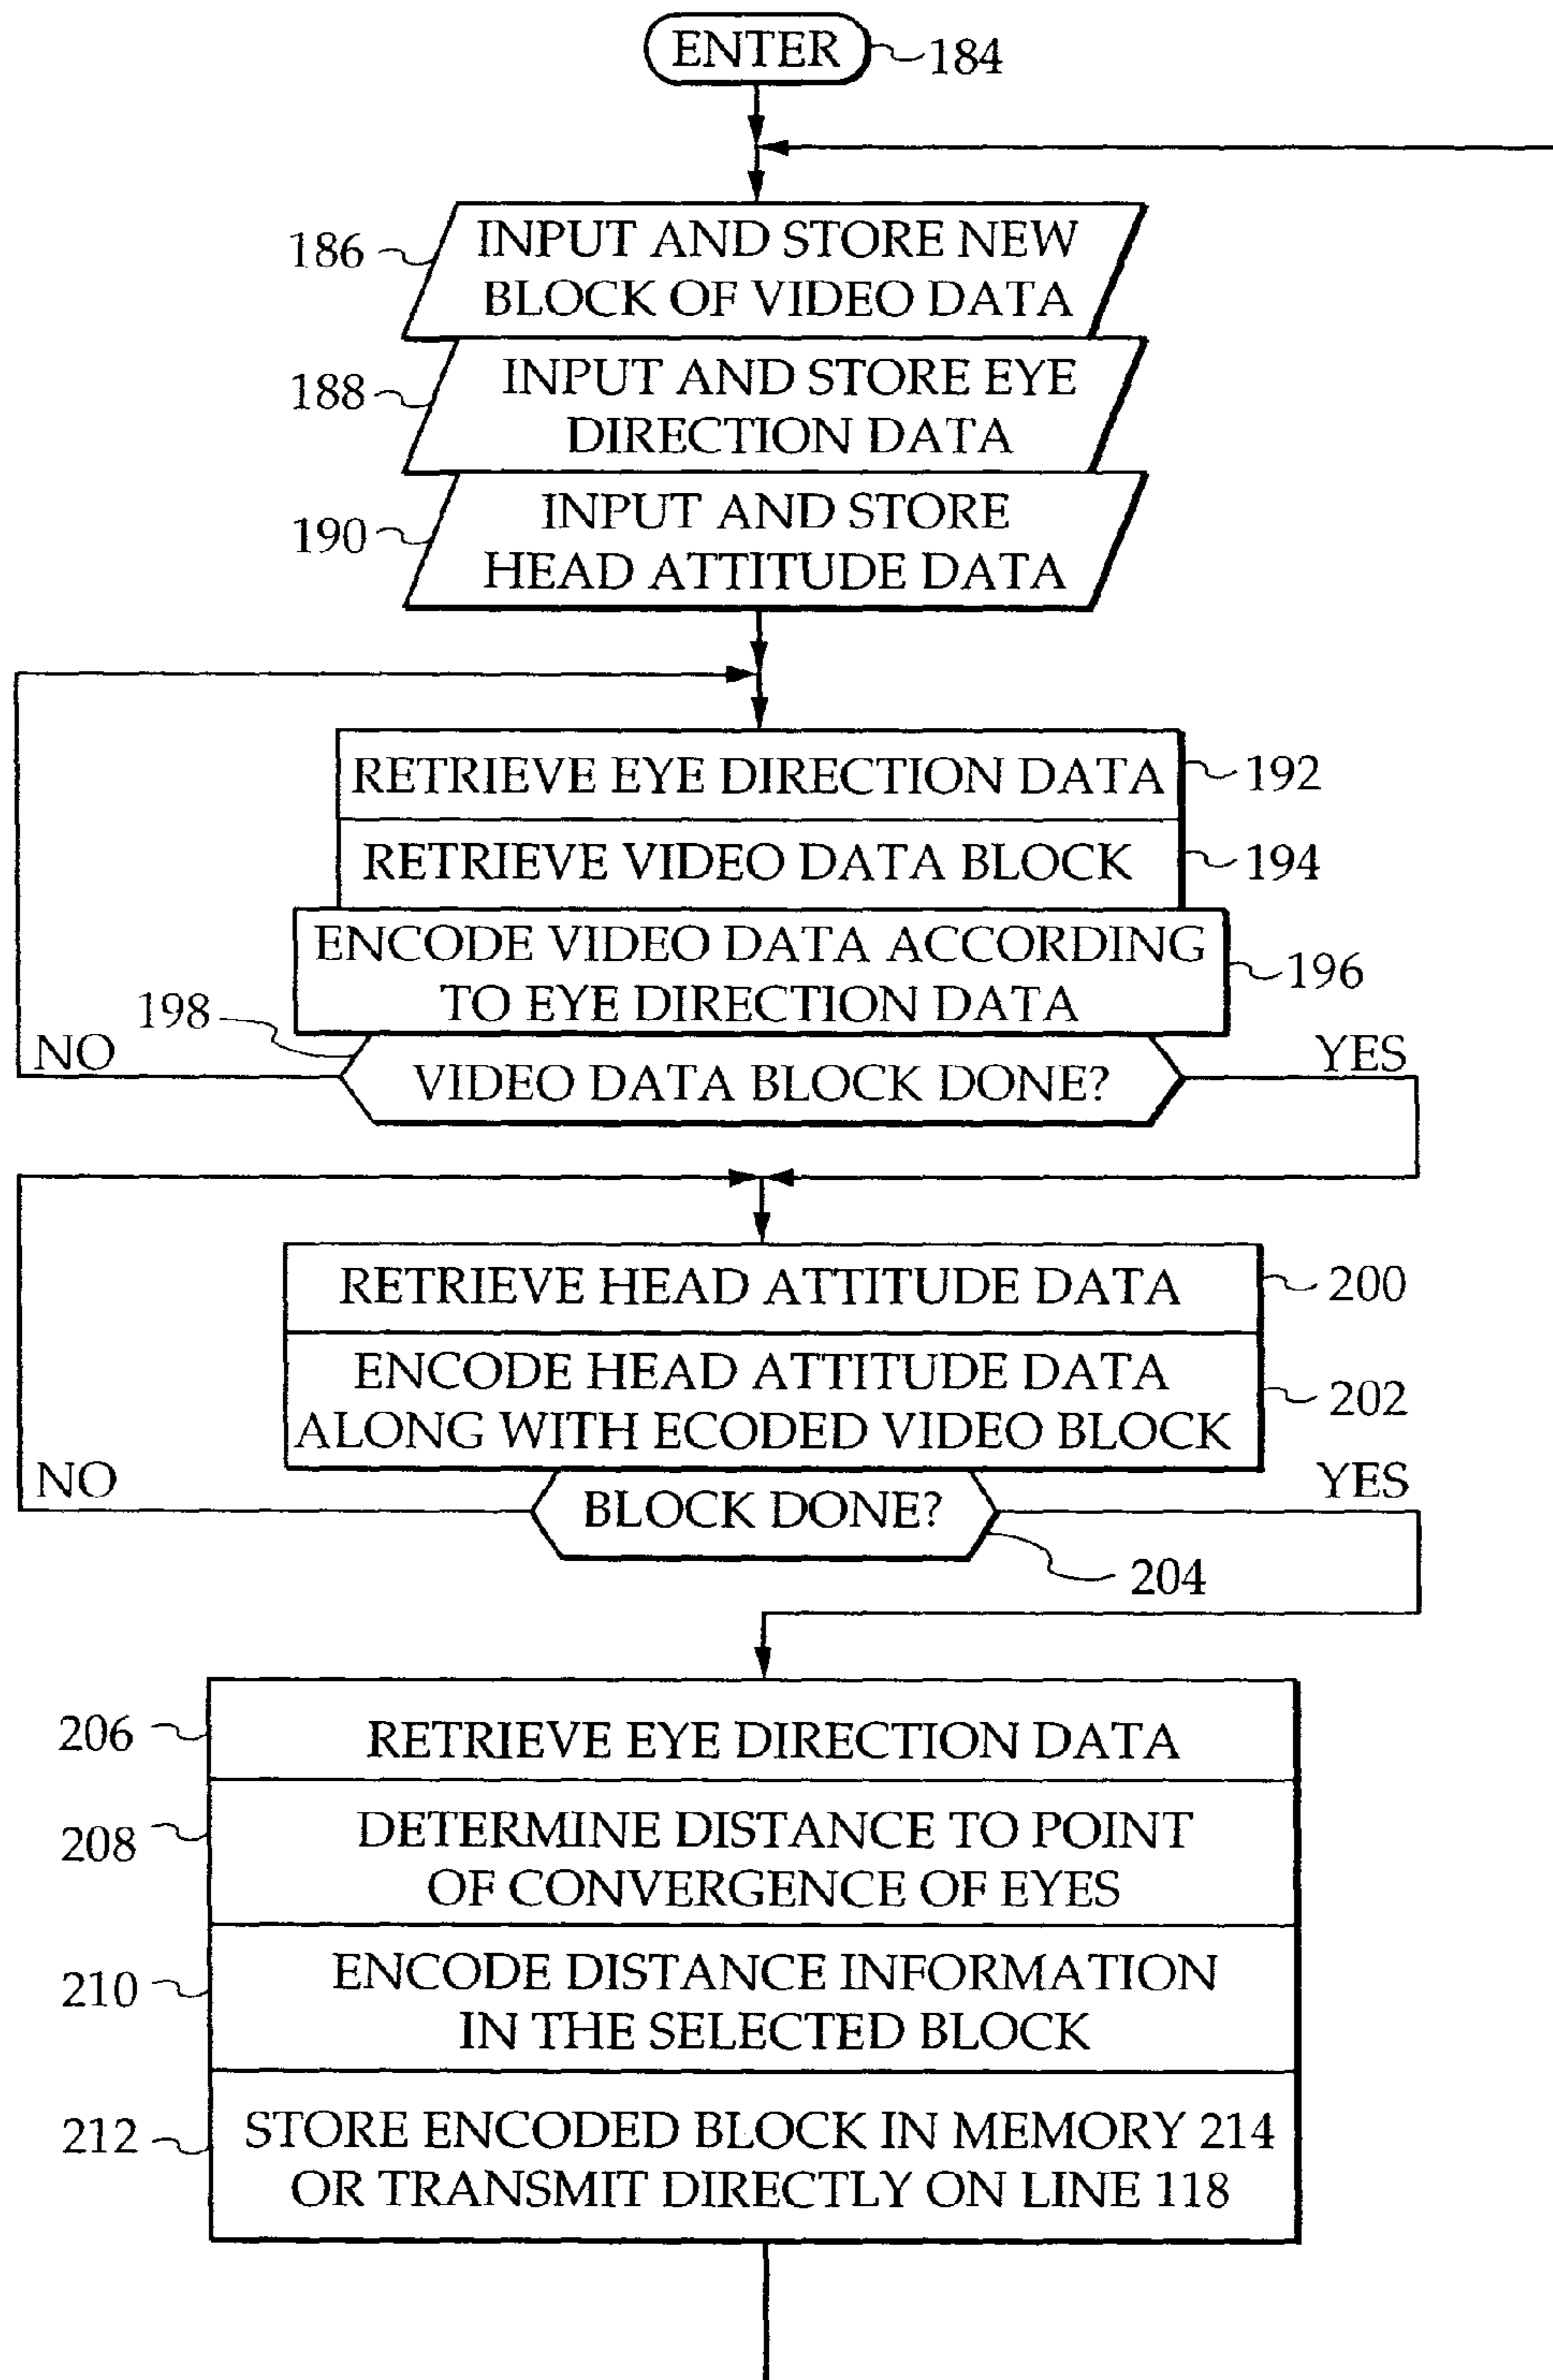 ENTER 184
186 INPUT AND STORE NEW
BLOCK OF VIDEO DATA
188 INPUT AND STORE EYE
DIRECTION DATA
190 INPUT AND STORE
HEAD ATTITUDE DATA
RETRIEVE EYE DIRECTION DATA 192
RETRIEVE VIDEO DATA BLOCK 194
ENCODE VIDEO DATA ACCORDING
TO EYE DIRECTION DATA 196
198
NO VIDEO DATA BLOCK DONE? YES
RETRIEVE HEAD ATTITUDE DATA 200
ENCODE HEAD ATTITUDE DATA
ALONG WITH ECODED VIDEO BLOCK 202
NO BLOCK DONE? YES
204
206 RETRIEVE EYE DIRECTION DATA
208 DETERMINE DISTANCE TO POINT
OF CONVERGENCE OF EYES
210 ENCODE DISTANCE INFORMATION
IN THE SELECTED BLOCK
212 STORE ENCODED BLOCK IN MEMORY 214
OR TRANSMIT DIRECTLY ON LINE 118